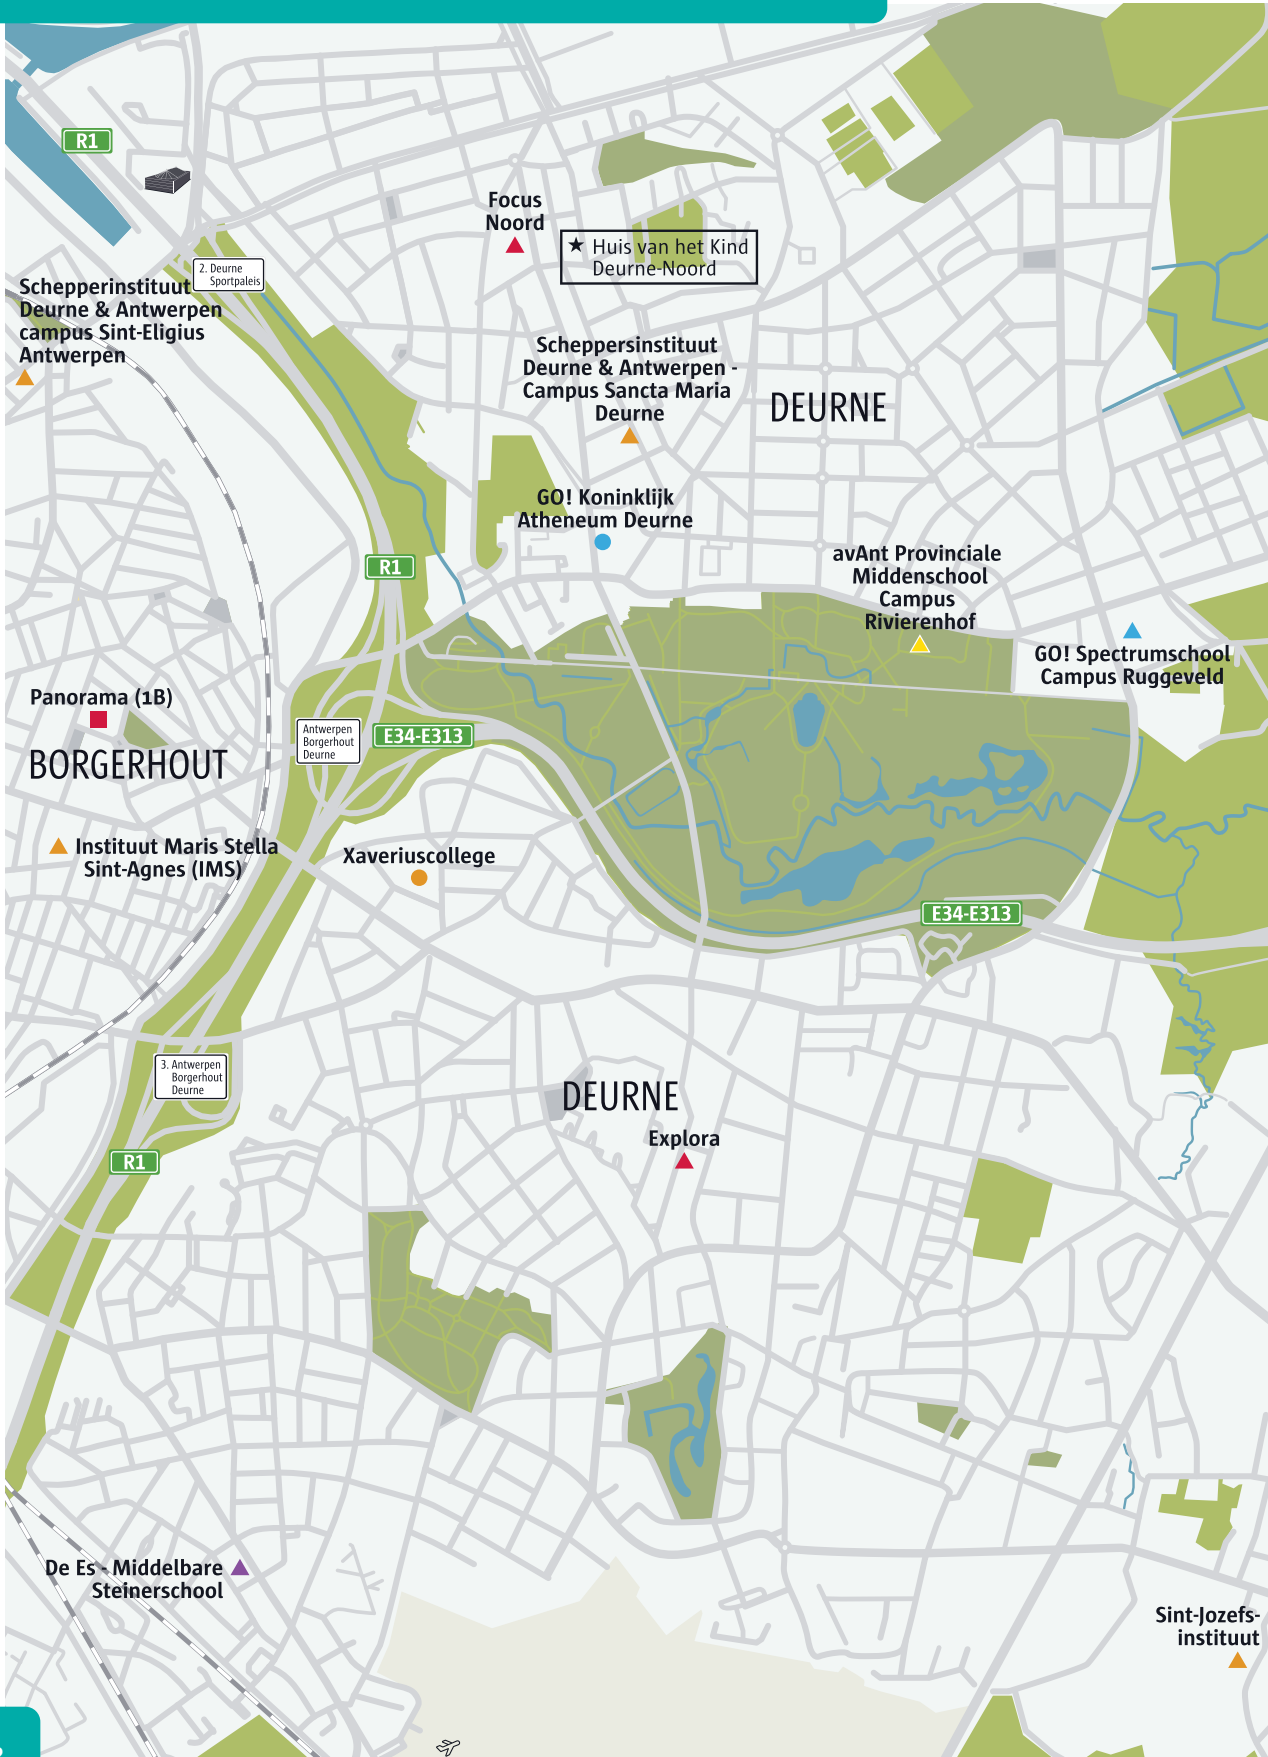 R1
Focus
Noord
★ Huis van het Kind
Deurne-Noord
2. Deurne
Sportpaleis
Schepperinstituut
Deurne & Antwerpen
campus Sint-Eligius
Antwerpen
Scheppersinstituut
Deurne & Antwerpen -
Campus Sancta Maria
Deurne
DEURNE
GO! Koninklijk
Atheneum Deurne
R1
avAnt Provinciale
Middenschool
Campus
Rivierenhof
GO! Spectrumschool
Campus Ruggeveld
Panorama (1B)
BORGERHOUT
Antwerpen
Borgerhout
Deurne
E34-E313
Instituut Maris Stella
Sint-Agnes (IMS)
Xaveriuscollege
E34-E313
3. Antwerpen
Borgerhout
Deurne
DEURNE
Explora
R1
De Es - Middelbare
Steinerschool
Sint-Jozefs-
instituut